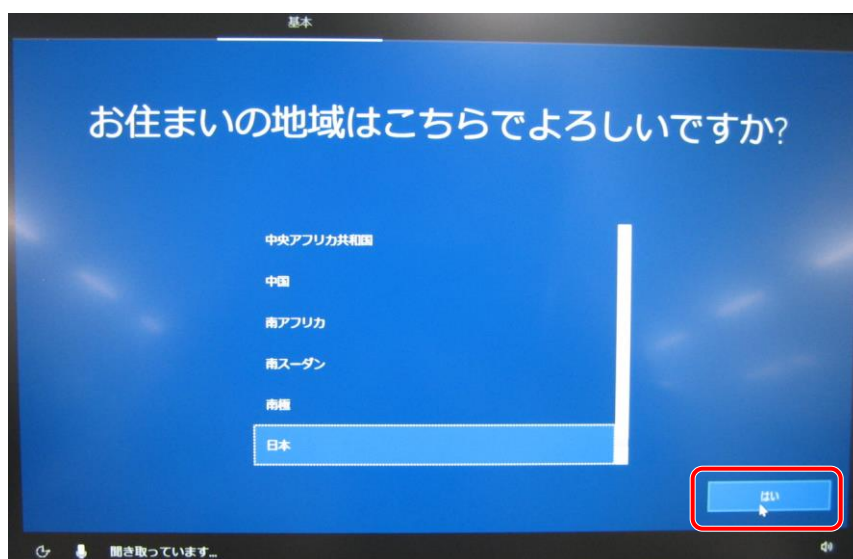 基本
お住まいの地域はこちらでよろしいですか?
中央アフリカ共和国
中国
南アフリカ
南スーダン
南極
日本
はい
聞き取っています...